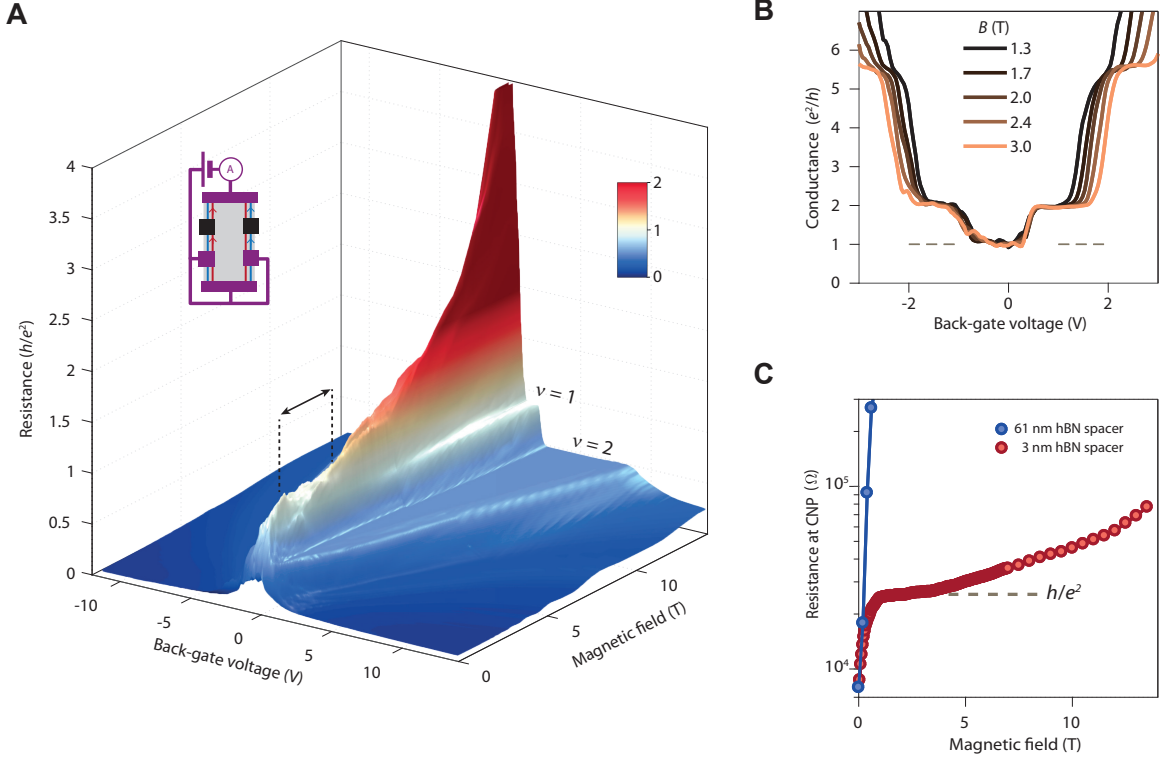 A
4
3.5
3
2.5
2
1.5
1
0.5
0
Resistance (h/e²)
A
2
1
0
ν = 1
ν = 2
-10
-5
0
5
10
Back-gate voltage (V)
0
5
10
Magnetic field (T)
B
B (T)
1.3
1.7
2.0
2.4
3.0
6
5
4
3
2
1
0
Conductance (e²/h)
-2
0
2
Back-gate voltage (V)
C
61 nm hBN spacer
3 nm hBN spacer
10⁵
10⁴
Resistance at CNP (Ω)
h/e²
0
5
10
Magnetic field (T)